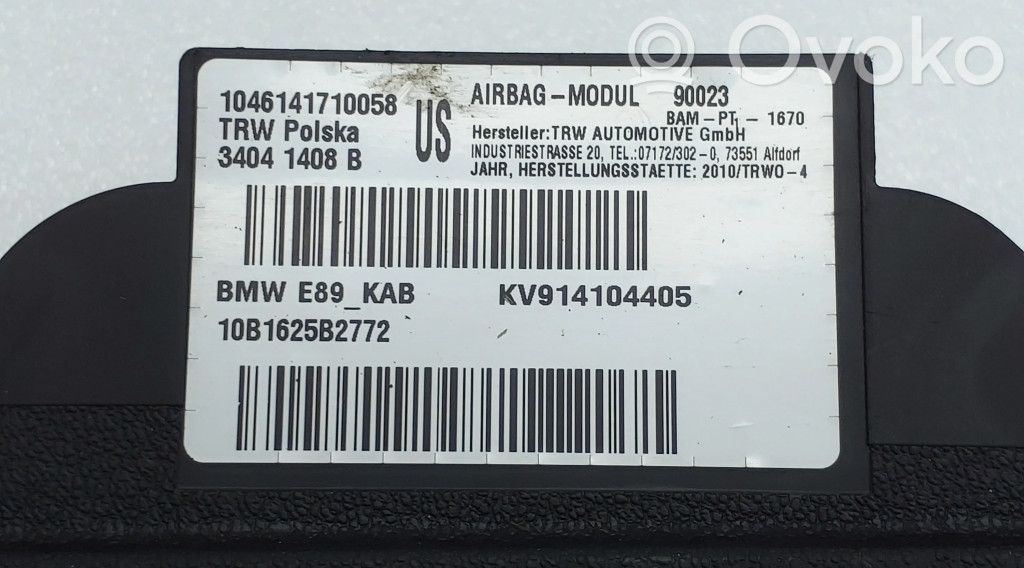 Ovoko
1046141710058
TRW Polska
3404 1408 B
US
AIRBAG-MODUL 90023
BAM-PT-1670
Hersteller:TRW AUTOMOTIVE GmbH
INDUSTRIESTRASSE 20, TEL.:07172/302-0, 73551 Alfdorf
JAHR, HERSTELLUNGSSTAETTE: 2010/TRWO-4
BMW E89_KAB KV914104405
10B1625B2772